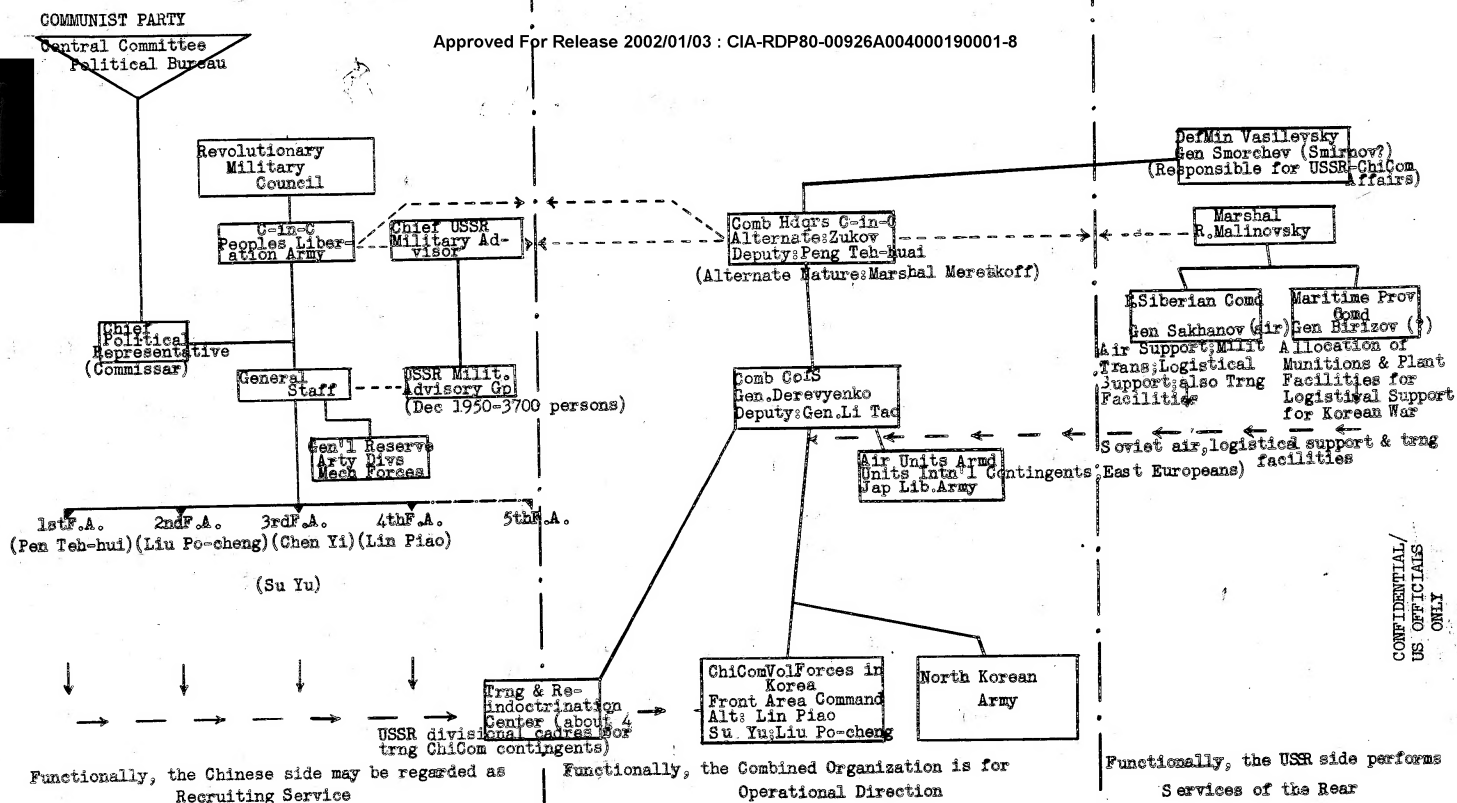 COMMUNIST PARTY
Central Committee
Political Bureau
Approved For Release 2002/01/03 : CIA-RDP80-00926A004000190001-8
Revolutionary
Military
Council
C-in-C
Peoples Liber-
ation Army
Chief USSR
Military Ad-
visor
Chief
Political
Representative
(Commissar)
General
Staff
USSR Milit.
Advisory Gp
(Dec 1950-3700 persons)
Gen'l Reserve
Arty Divs
Mech Forces
1stF.A.
2ndF.A.
3rdF.A.
4thF.A.
5thF.A.
(Pen Teh-hui) (Liu Po-cheng) (Chen Yi) (Lin Piao)
(Su Yu)
Trng & Re-
indoctrination
Center (about 4
USSR divisional cadres for
trng ChiCom contingents)
Functionally, the Chinese side may be regarded as
Recruiting Service
Comb Hdqrs C-in-C
Alternate:Zukov
Deputy:Peng Teh-huai
(Alternate Nature:Marshal Meretkoff)
Comb CofS
Gen.Derevyenko
Deputy:Gen.Li Tao
Air Units Armd
Units Intn'l Contingents;East Europeans)
Jap Lib.Army
ChiComVolForces in
Korea
Front Area Command
Alt: Lin Piao
Su Yu;Liu Po-cheng
North Korean
Army
Functionally, the Combined Organization is for
Operational Direction
DefMin Vasilevsky
Gen Smorchev (Smirnov?)
(Responsible for USSR-ChiCom
Affairs)
Marshal
R.Malinovsky
E.Siberian Comd
Gen Sakhanov (air)
Air Support;Milit
Trans;Logistical
Support;also Trng
Facilities
Maritime Prov
Comd
Gen Birizov (?)
Allocation of
Munitions & Plant
Facilities for
Logistival Support
for Korean War
Soviet air,logistical support & trng
facilities
CONFIDENTIAL/
US OFFICIALS
ONLY
Functionally, the USSR side performs
Services of the Rear